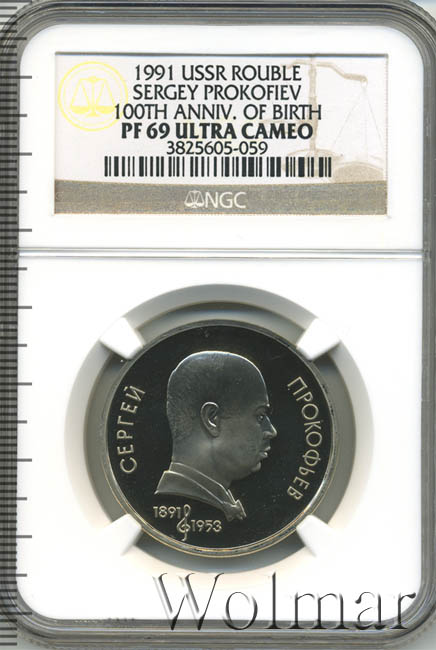 1991 USSR ROUBLE
SERGEY PROKOFIEV
100TH ANNIV. OF BIRTH
PF 69 ULTRA CAMEO
3825605-059
NGC
СЕРГЕЙ
ПРОКОФЬЕВ
1891
1953
Wolmar